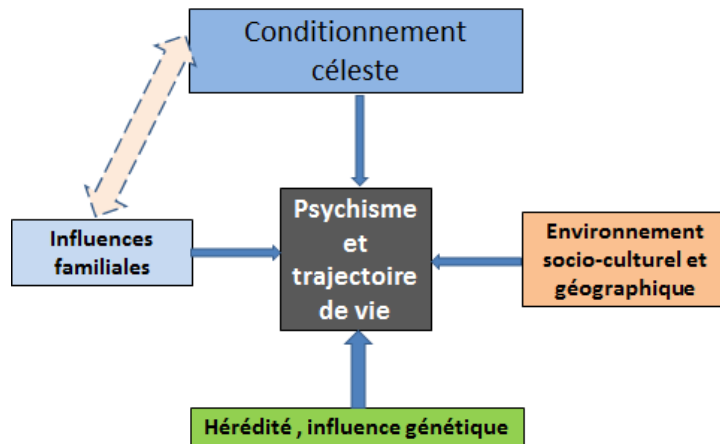 Conditionnement
céleste
Psychisme
et
trajectoire
de vie
Influences
familiales
Environnement
socio-culturel et
géographique
Hérédité , influence génétique